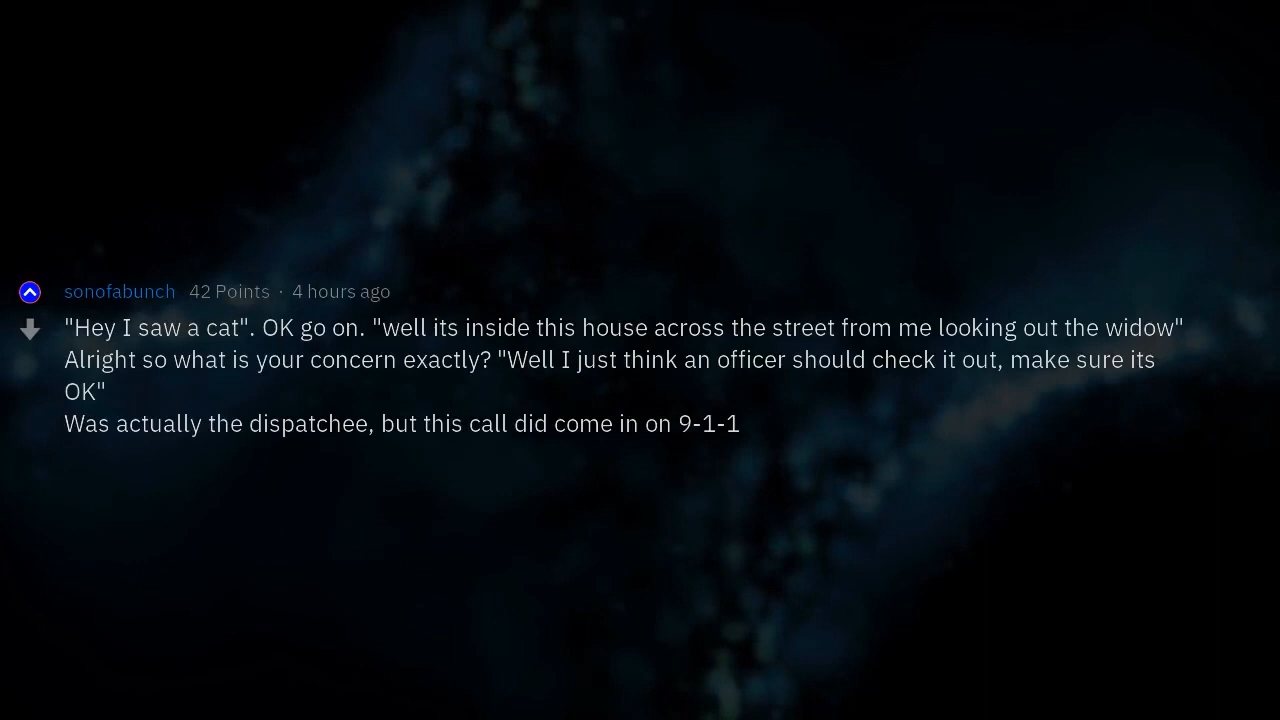 sonofabunch 42 Points · 4 hours ago
"Hey I saw a cat". OK go on. "well its inside this house across the street from me looking out the widow"
Alright so what is your concern exactly? "Well I just think an officer should check it out, make sure its
OK"
Was actually the dispatchee, but this call did come in on 9-1-1